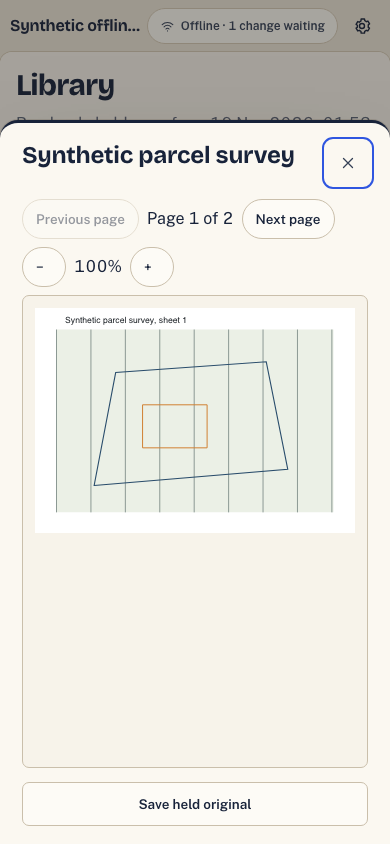 Synthetic offlin...
Offline · 1 change waiting
Library
Synthetic parcel survey
Previous page
Page 1 of 2
Next page
−
100%
+
Synthetic parcel survey, sheet 1
Save held original